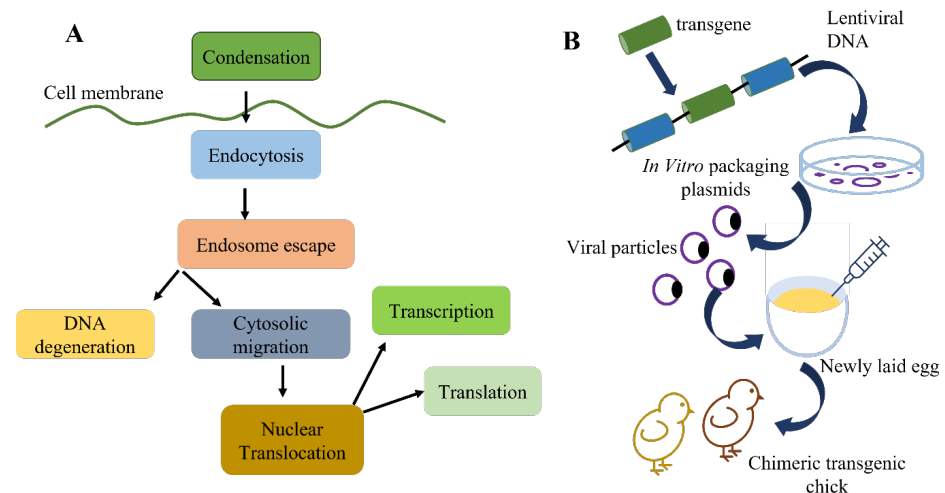 A
Condensation
Cell membrane
Endocytosis
Endosome escape
DNA
degeneration
Cytosolic
migration
Transcription
Translation
Nuclear
Translocation
B
transgene
Lentiviral
DNA
In Vitro packaging
plasmids
Viral particles
Newly laid egg
Chimeric transgenic
chick